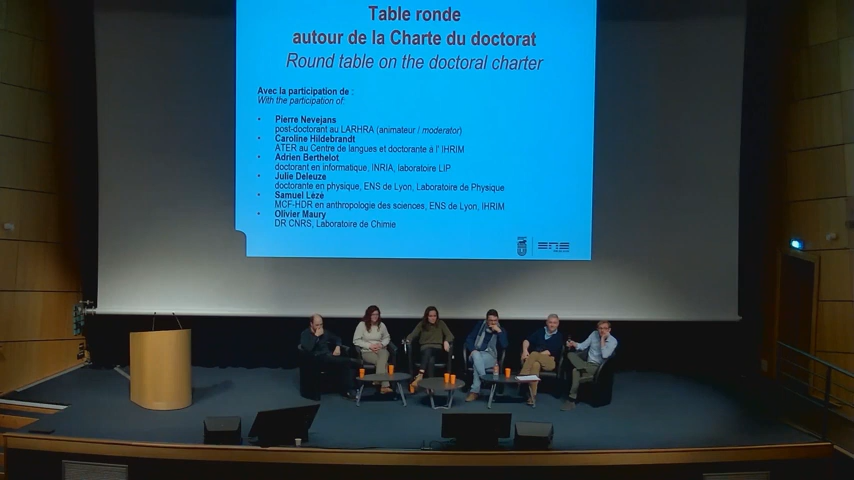 Table ronde
autour de la Charte du doctorat
Round table on the doctoral charter
Avec la participation de :
With the participation of:
• Pierre Nevejans
post-doctorant au LARHRA (animateur / moderator)
• Caroline Hildebrandt
ATER au Centre de langues et doctorante à l' IHRIM
• Adrien Berthelot
doctorant en informatique, INRIA, laboratoire LIP
• Julie Deleuze
doctorante en physique, ENS de Lyon, Laboratoire de Physique
• Samuel Lézé
MCF-HDR en anthropologie des sciences, ENS de Lyon, IHRIM
• Olivier Maury
DR CNRS, Laboratoire de Chimie
ENS